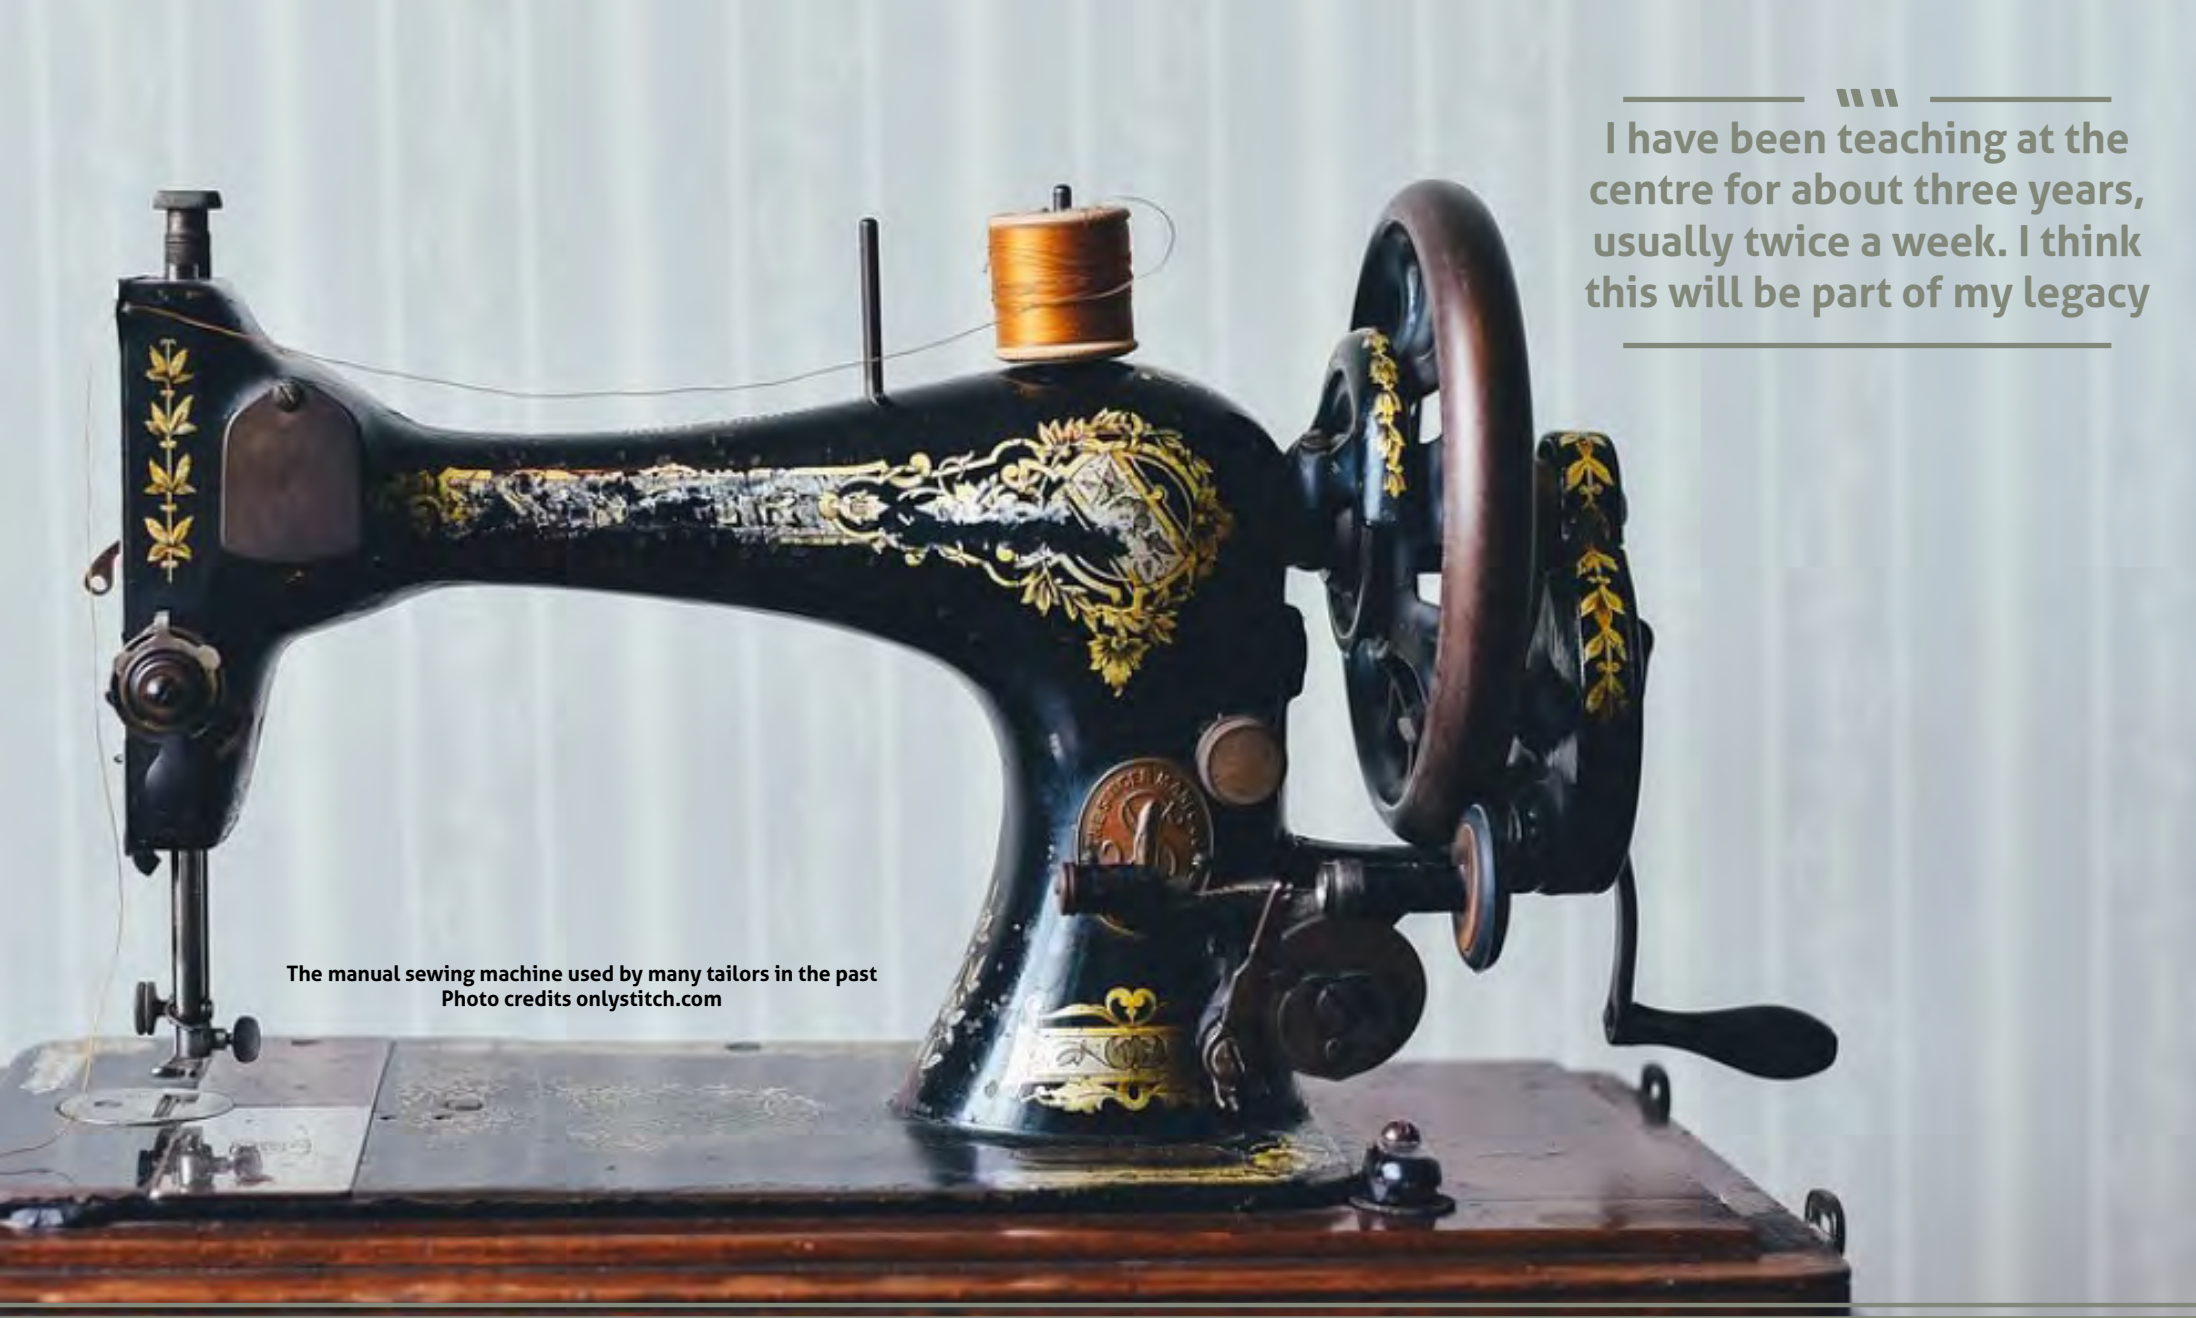 I have been teaching at the
centre for about three years,
usually twice a week. I think
this will be part of my legacy
The manual sewing machine used by many tailors in the past
Photo credits onlystitch.com